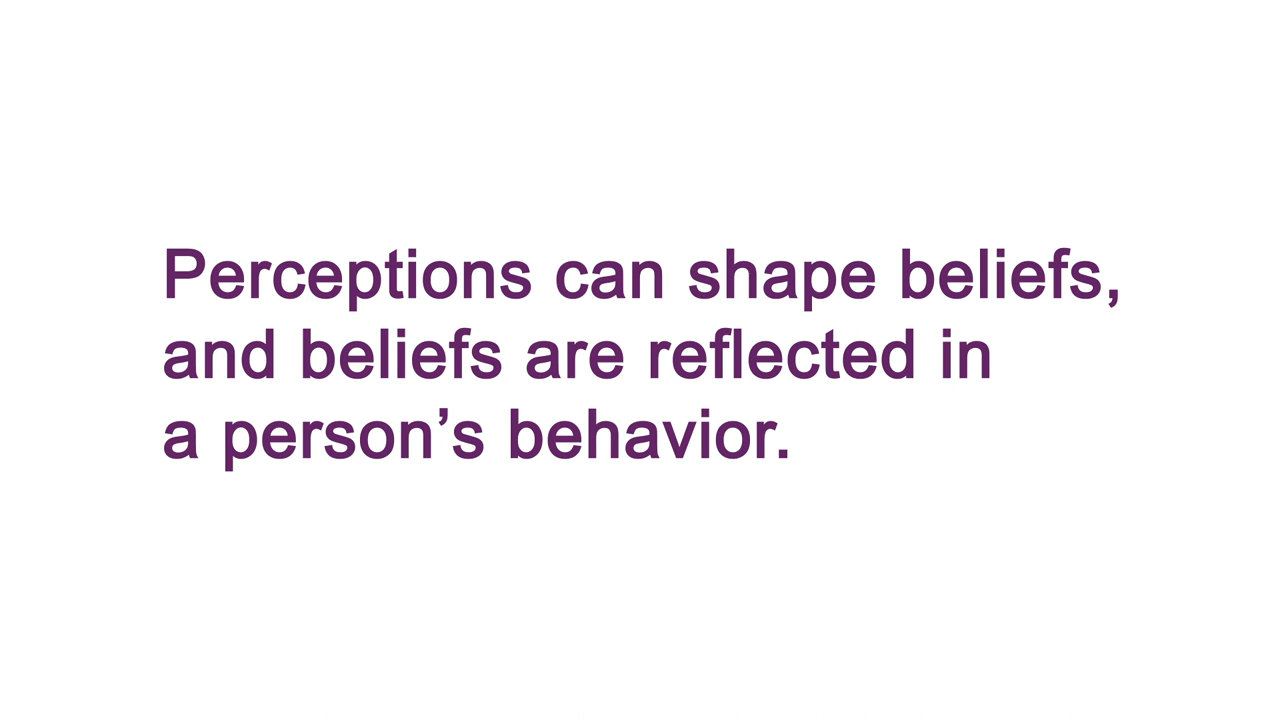 Perceptions can shape beliefs,
and beliefs are reflected in
a person’s behavior.